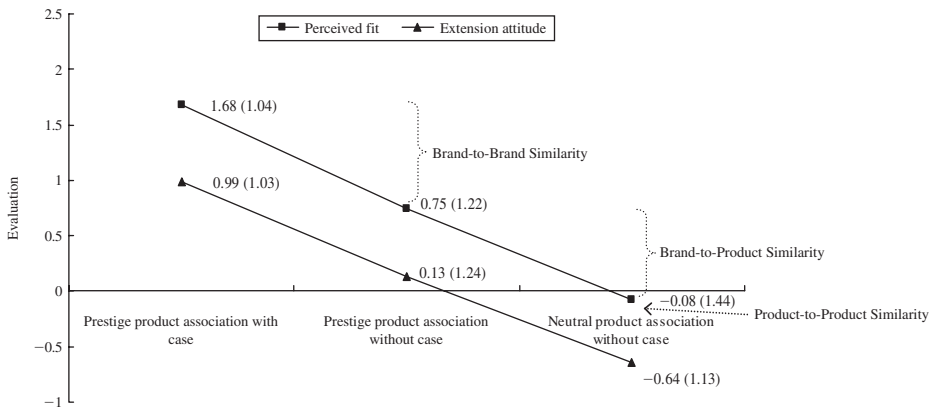 2.5
Perceived fit
Extension attitude
2
1.68 (1.04)
1.5
Brand-to-Brand Similarity
1
0.99 (1.03)
0.75 (1.22)
Evaluation
0.5
Brand-to-Product Similarity
0.13 (1.24)
0
−0.08 (1.44)
Prestige product association with
case
Prestige product association
without case
Neutral product association
without case
Product-to-Product Similarity
−0.5
−0.64 (1.13)
−1